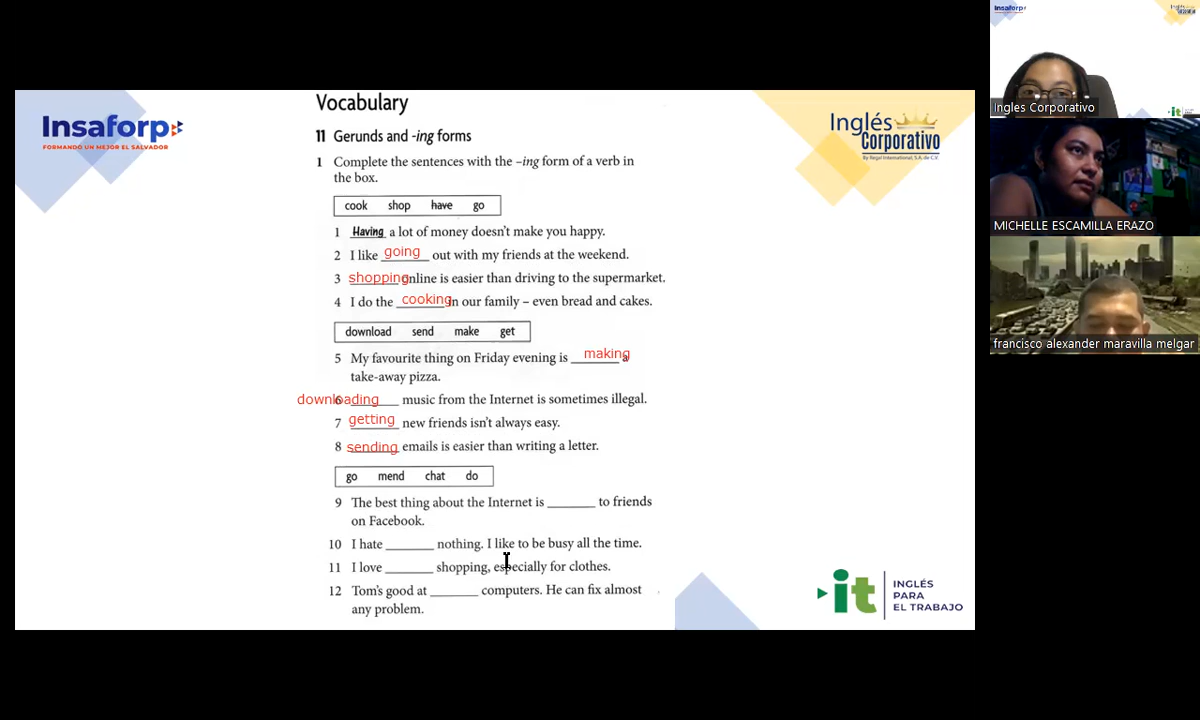 Insaforp
FORMANDO UN MEJOR EL SALVADOR
Vocabulary
11 Gerunds and -ing forms
1 Complete the sentences with the –ing form of a verb in
the box.
cook shop have go
1 Having a lot of money doesn't make you happy.
2 I like going out with my friends at the weekend.
3 shopping online is easier than driving to the supermarket.
4 I do the cooking in our family – even bread and cakes.
download send make get
5 My favourite thing on Friday evening is making a
take-away pizza.
6 downloading music from the Internet is sometimes illegal.
7 getting new friends isn't always easy.
8 sending emails is easier than writing a letter.
go mend chat do
9 The best thing about the Internet is ______ to friends
on Facebook.
10 I hate ______ nothing. I like to be busy all the time.
11 I love ______ shopping, especially for clothes.
12 Tom's good at ______ computers. He can fix almost
any problem.
Inglés
Corporativo
By Regal International, S.A. de C.V.
it
INGLÉS
PARA
EL TRABAJO
Insaforp
Ingles Corporativo
MICHELLE ESCAMILLA ERAZO
francisco alexander maravilla melgar